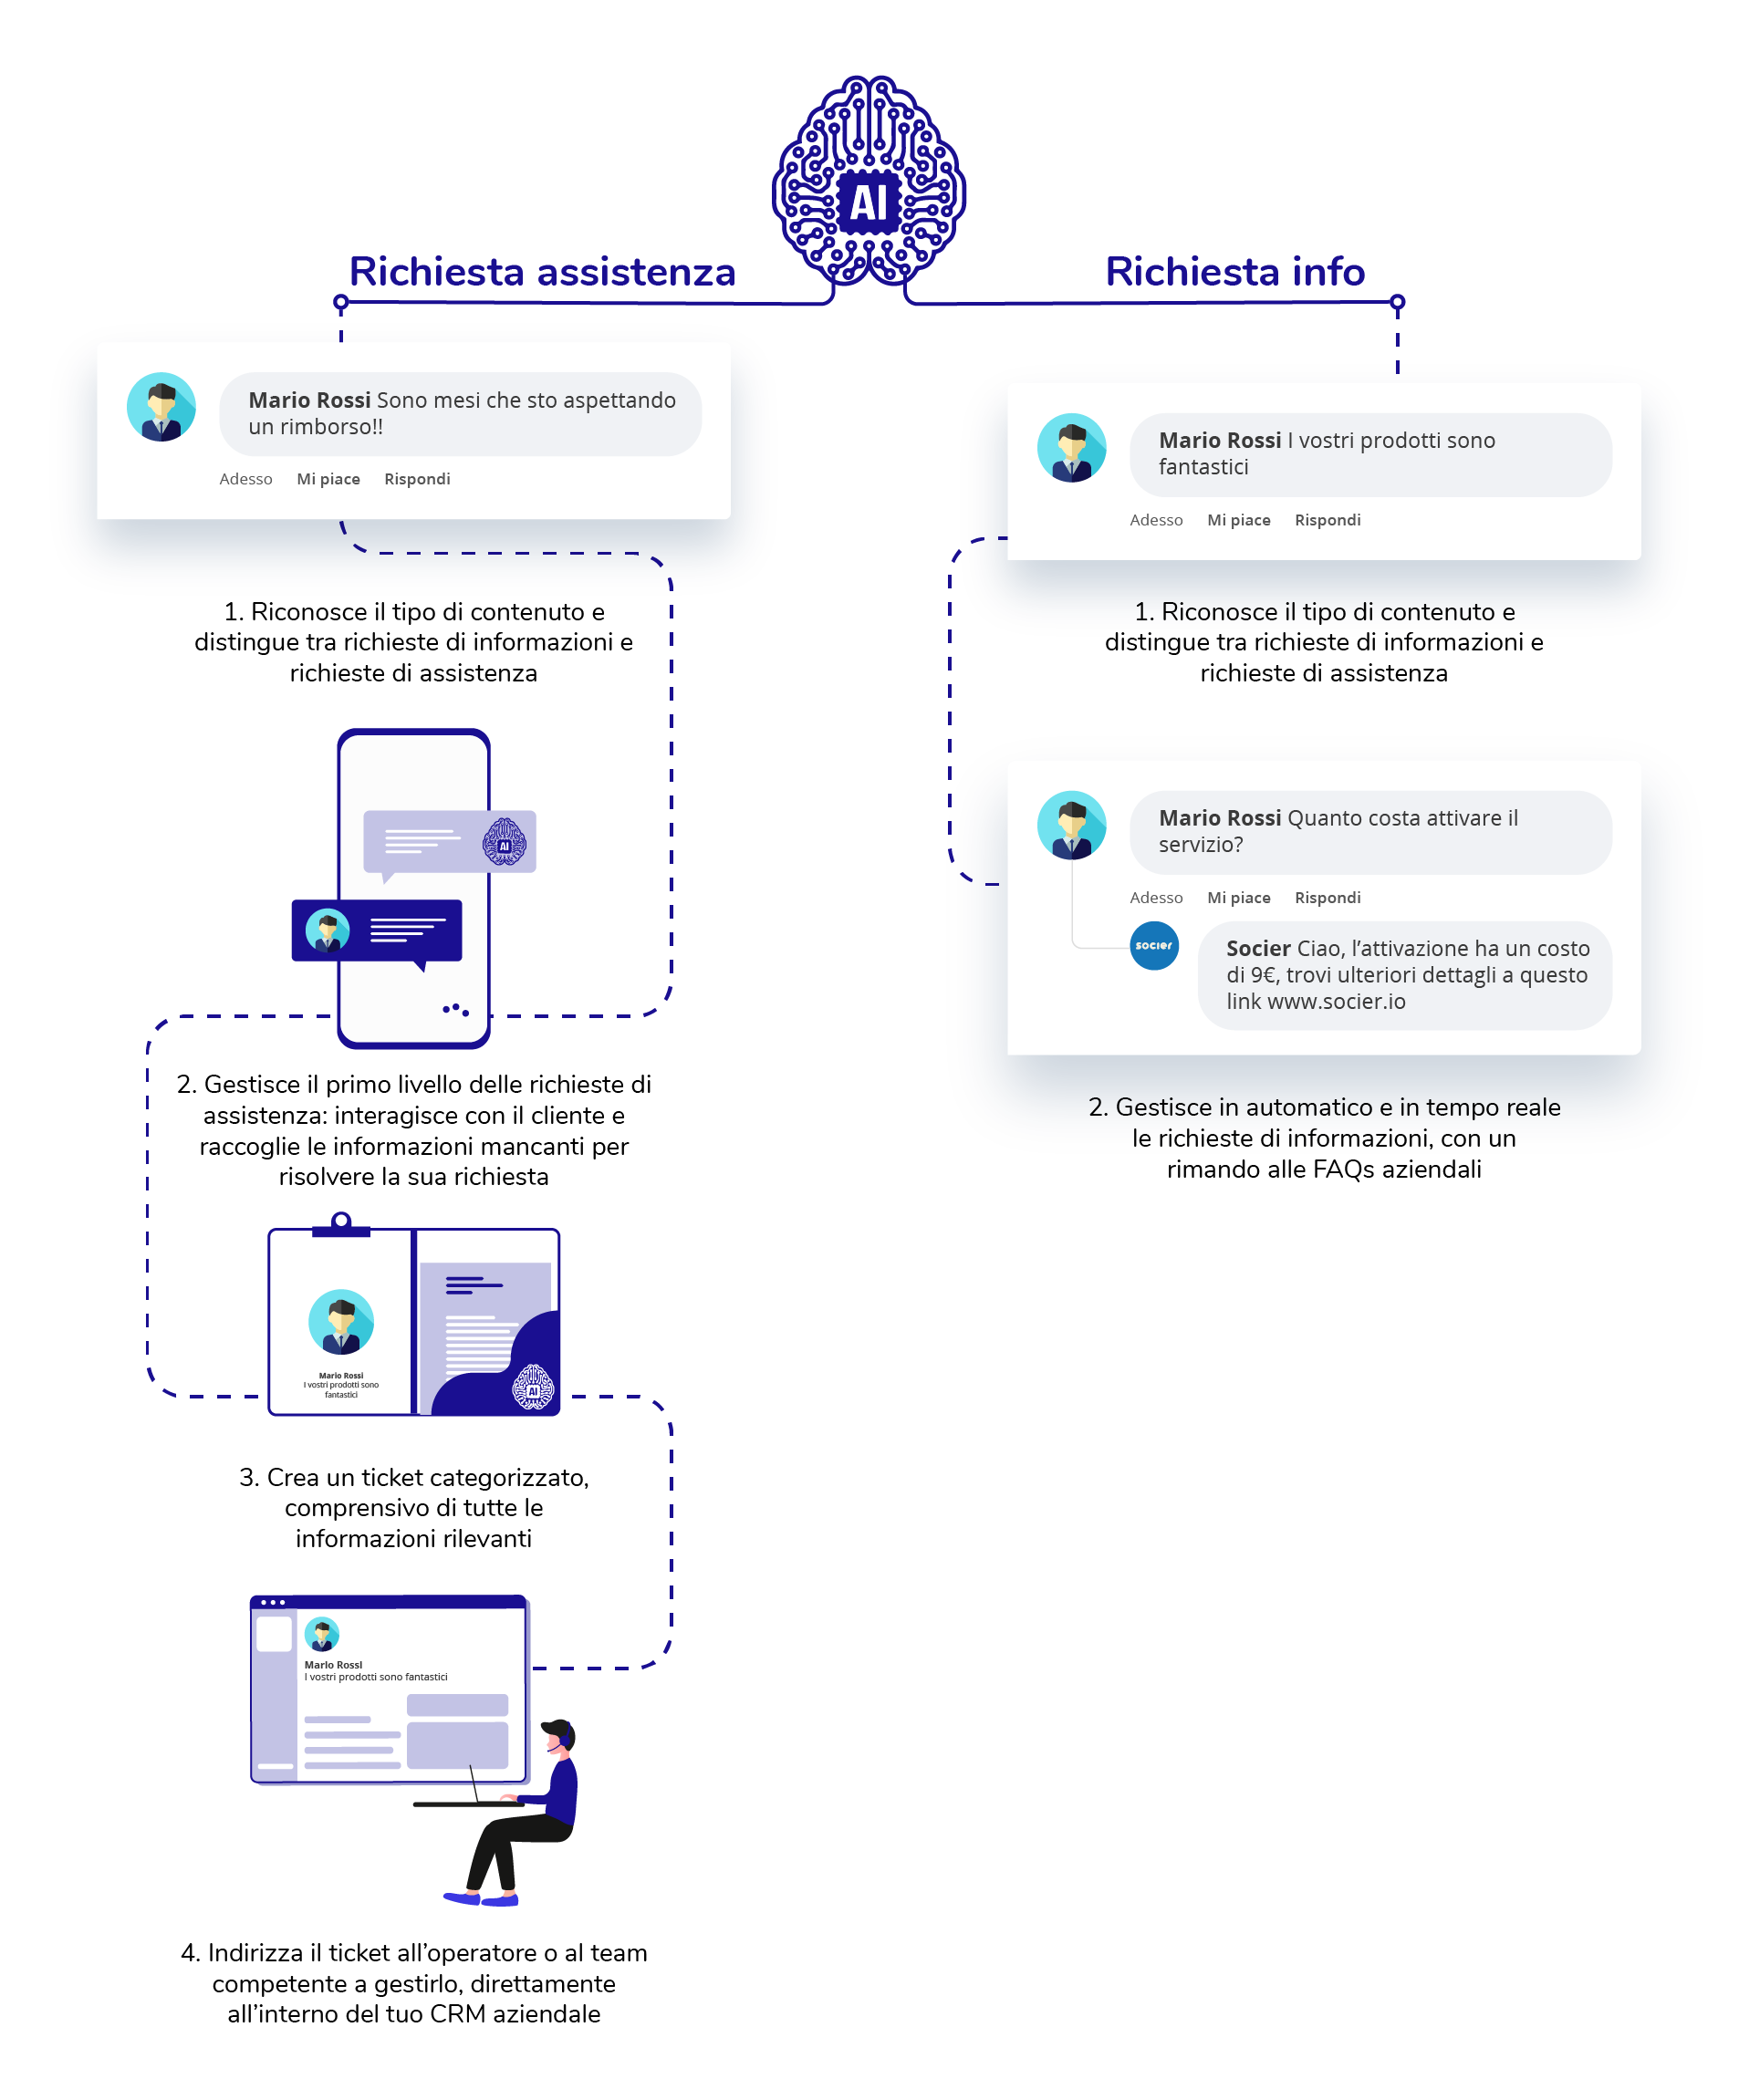 AI
Richiesta assistenza
Mario Rossi Sono mesi che sto aspettando
un rimborso!!
Adesso Mi piace Rispondi
1. Riconosce il tipo di contenuto e
distingue tra richieste di informazioni e
richieste di assistenza
AI
2. Gestisce il primo livello delle richieste di
assistenza: interagisce con il cliente e
raccoglie le informazioni mancanti per
risolvere la sua richiesta
Mario Rossi
I vostri prodotti sono
fantastici
AI
3. Crea un ticket categorizzato,
comprensivo di tutte le
informazioni rilevanti
Mario Rossi
I vostri prodotti sono fantastici
4. Indirizza il ticket all'operatore o al team
competente a gestirlo, direttamente
all'interno del tuo CRM aziendale
Richiesta info
Mario Rossi I vostri prodotti sono
fantastici
Adesso Mi piace Rispondi
1. Riconosce il tipo di contenuto e
distingue tra richieste di informazioni e
richieste di assistenza
Mario Rossi Quanto costa attivare il
servizio?
Adesso Mi piace Rispondi
socier
Socier Ciao, l'attivazione ha un costo
di 9€, trovi ulteriori dettagli a questo
link www.socier.io
2. Gestisce in automatico e in tempo reale
le richieste di informazioni, con un
rimando alle FAQs aziendali